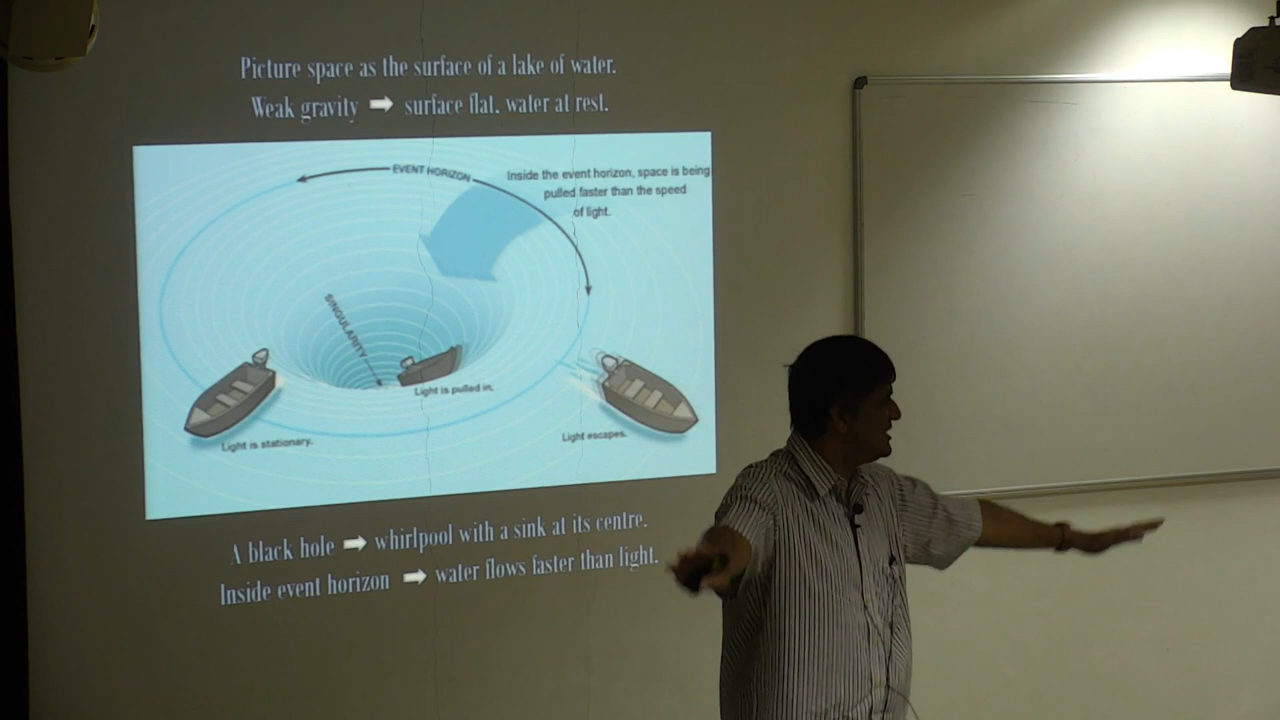 Picture space as the surface of a lake of water.
Weak gravity ➡ surface flat. water at rest.
EVENT HORIZON
Inside the event horizon, space is being
pulled faster than the speed
of light.
SINGULARITY
Light is pulled in.
Light is stationary.
Light escapes.
A black hole ➡ whirlpool with a sink at its centre.
Inside event horizon ➡ water flows faster than light.